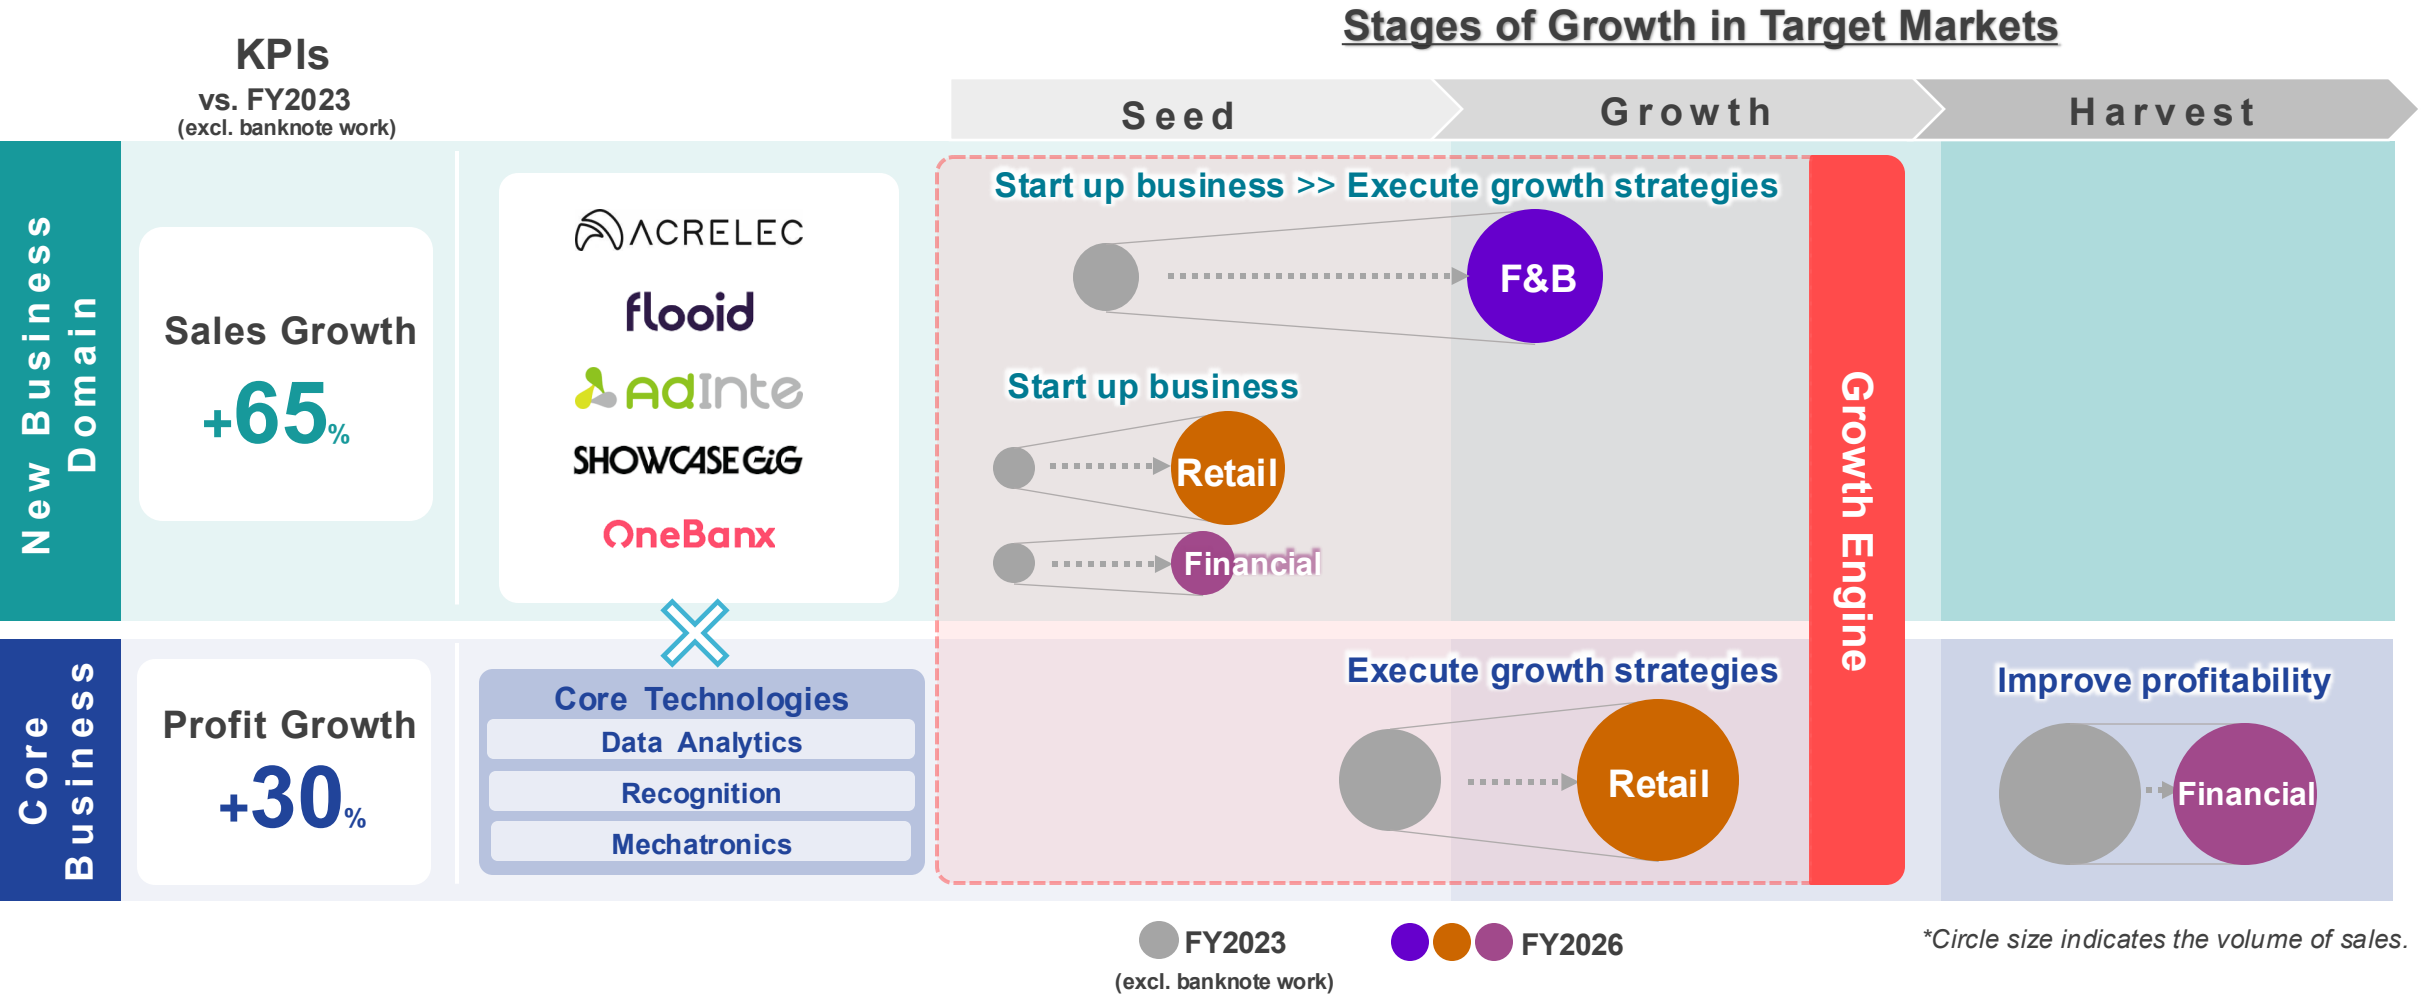 Stages of Growth in Target Markets
KPIs
vs. FY2023
(excl. banknote work)
Seed
Growth
Harvest
New Business
Domain
Sales Growth
+65%
ACRELEC
flooid
AdInte
SHOWCASE GiG
OneBanx
Start up business >> Execute growth strategies
F&B
Start up business
Retail
Financial
Growth Engine
Core
Business
Profit Growth
+30%
Core Technologies
Data Analytics
Recognition
Mechatronics
Execute growth strategies
Retail
Improve profitability
Financial
FY2023
(excl. banknote work)
FY2026
*Circle size indicates the volume of sales.